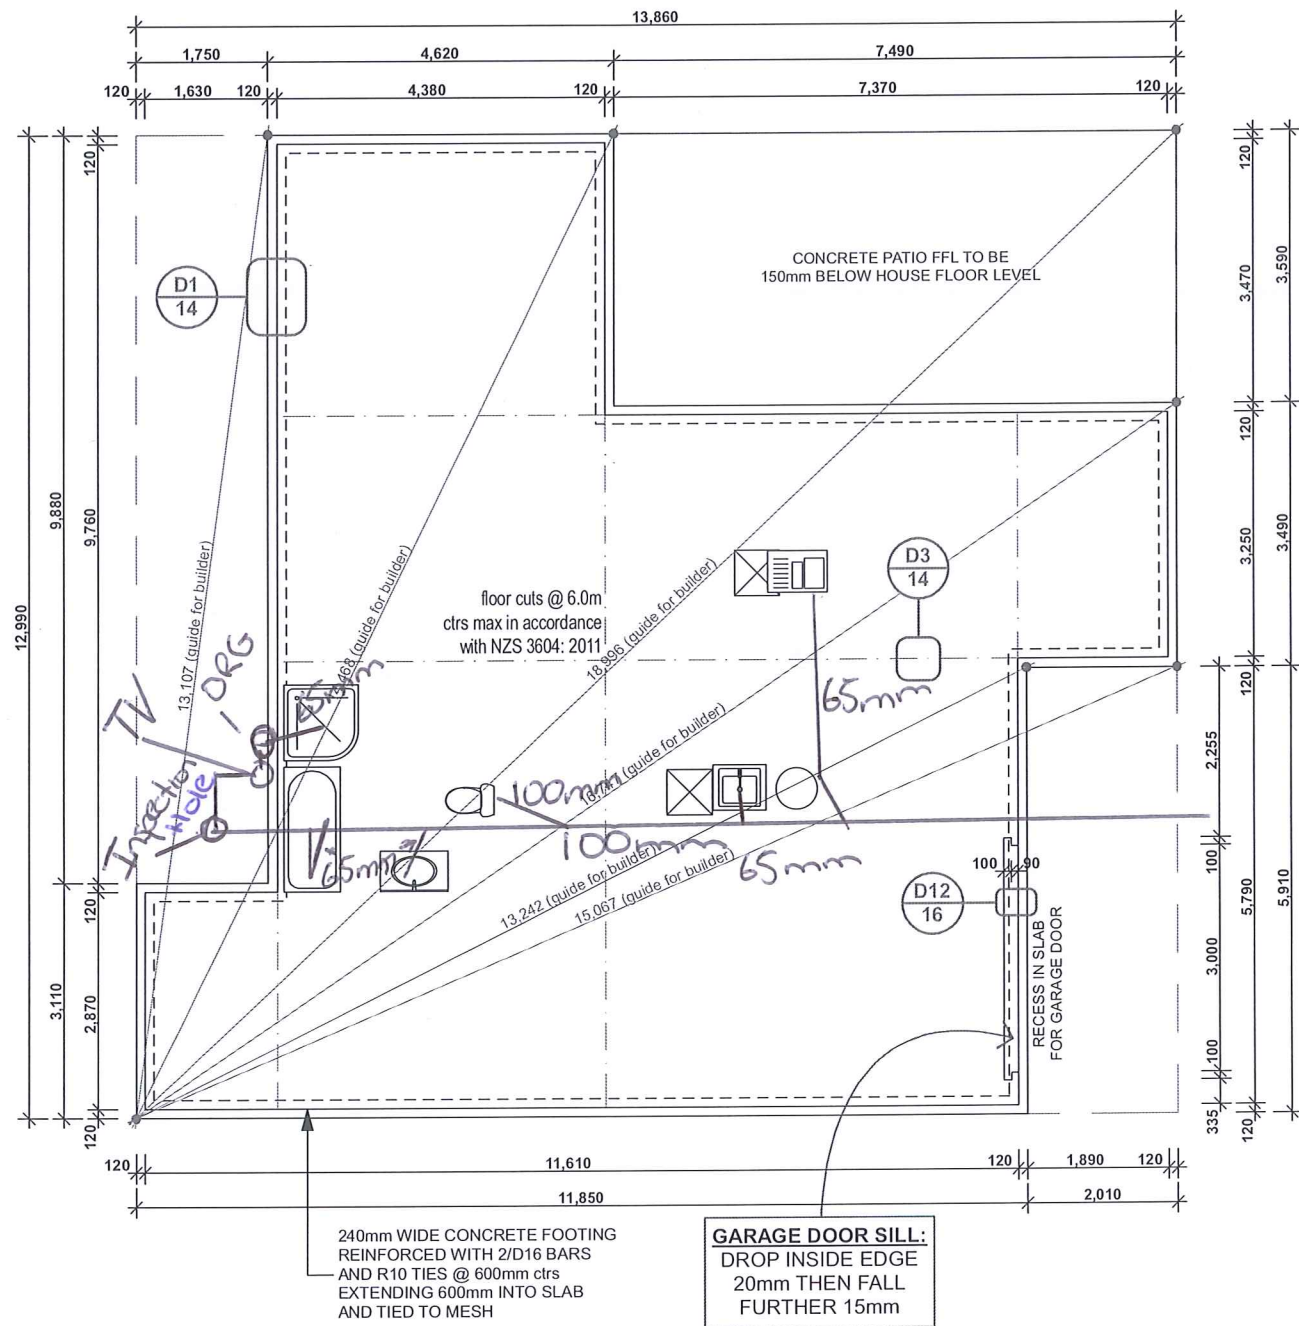 13,860
1,750
4,620
7,490
120
1,630
120
4,380
120
7,370
120
12,990
9,880
9,760
120
120
3,110
2,870
120
D1
14
CONCRETE PATIO FFL TO BE
150mm BELOW HOUSE FLOOR LEVEL
120
3,470
3,590
120
3,250
3,490
120
2,255
100
3,000
100
335
5,790
5,910
120
13,107 (guide for builder)
floor cuts @ 6.0m
ctrs max in accordance
with NZS 3604: 2011
18,996 (guide for builder)
(guide for builder)
(guide for builder)
D3
14
ORG
TV
Inspection
Hole
65mm
100mm
65mm
100mm
65mm
65mm
13,242 (guide for builder)
15,067 (guide for builder)
100
90
D12
16
RECESS IN SLAB
FOR GARAGE DOOR
120
11,610
120
1,890
120
11,850
2,010
240mm WIDE CONCRETE FOOTING
REINFORCED WITH 2/D16 BARS
AND R10 TIES @ 600mm ctrs
EXTENDING 600mm INTO SLAB
AND TIED TO MESH
GARAGE DOOR SILL:
DROP INSIDE EDGE
20mm THEN FALL
FURTHER 15mm